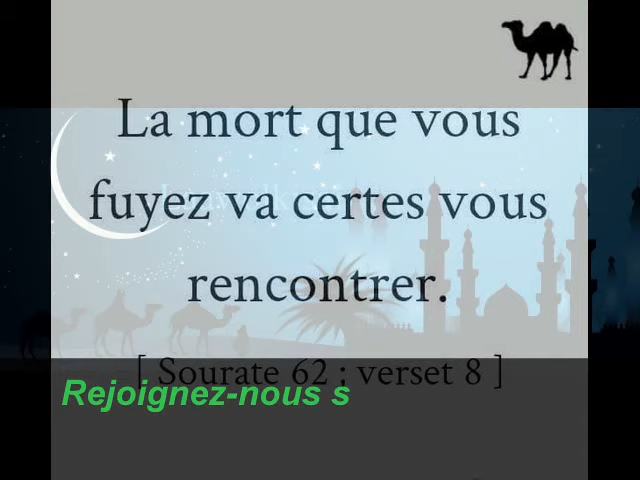 La mort que vous
fuyez va certes vous
rencontrer.
[ Sourate 62 ; verset 8 ]
Rejoignez-nous s